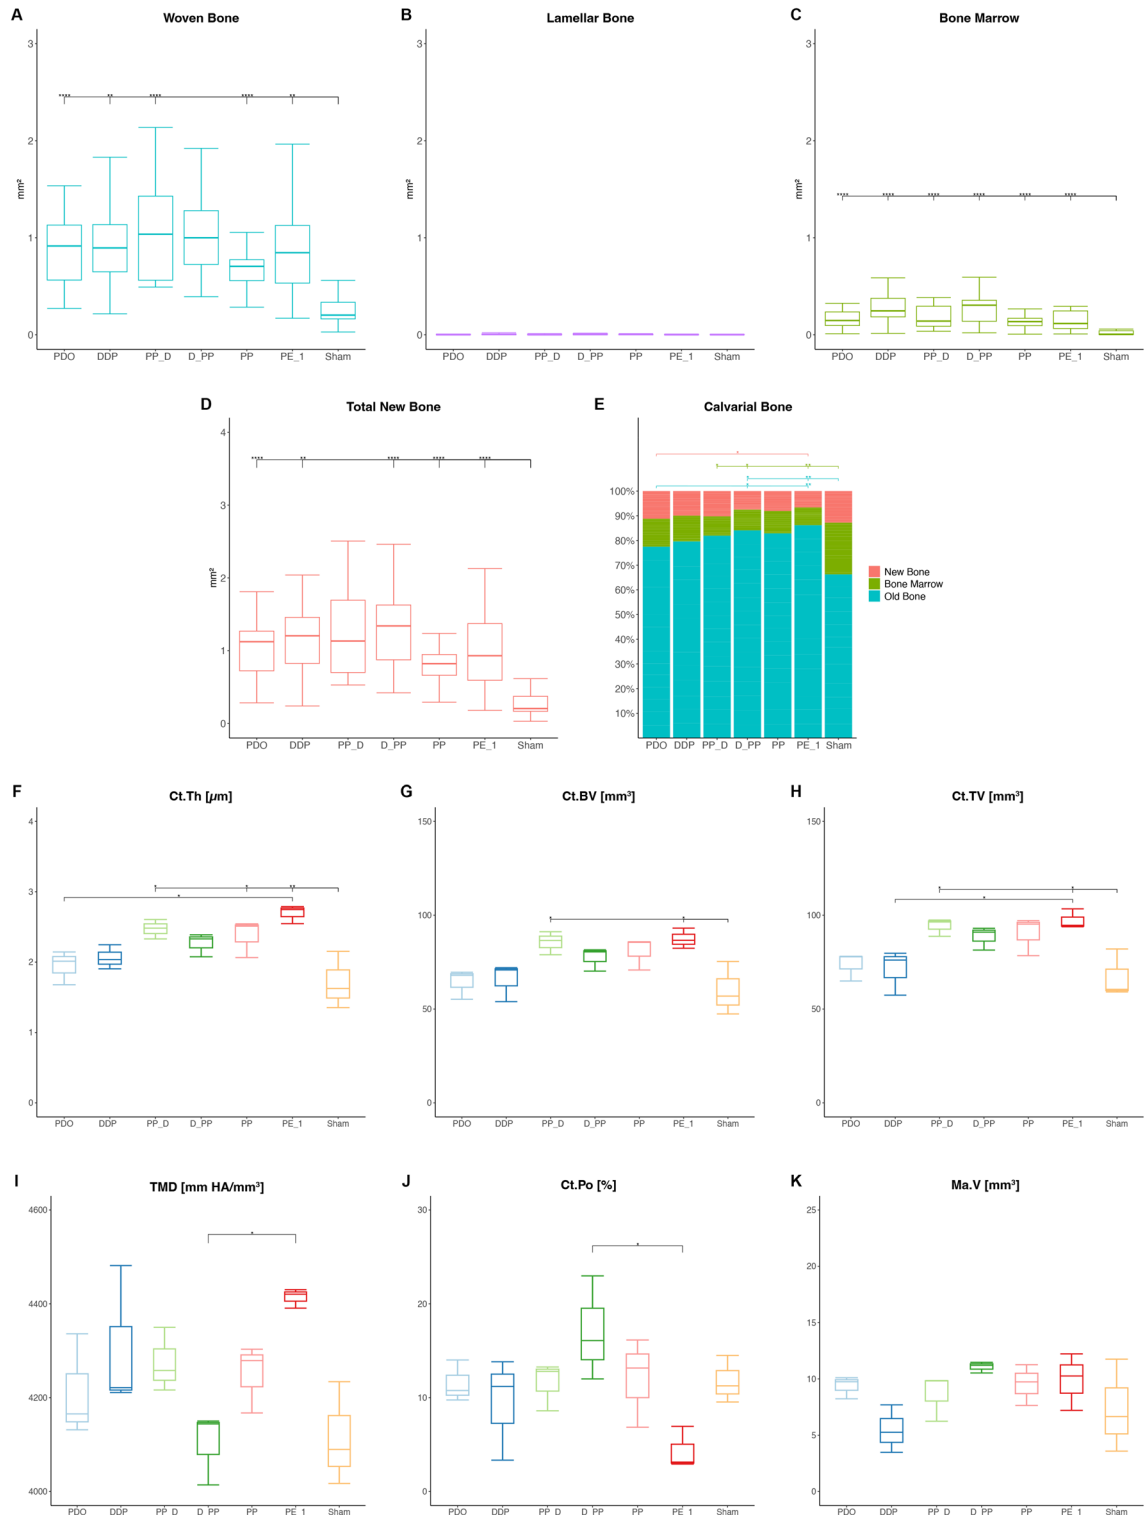 A
Woven Bone
3
2
1
0
mm²
**** ** **** **** **
PDO DDP PP_D D_PP PP PE_1 Sham
B
Lamellar Bone
3
2
1
0
mm²
PDO DDP PP_D D_PP PP PE_1 Sham
C
Bone Marrow
3
2
1
0
mm²
**** **** **** **** **** ****
PDO DDP PP_D D_PP PP PE_1 Sham
D
Total New Bone
4
3
2
1
0
mm²
**** ** **** **** ****
PDO DDP PP_D D_PP PP PE_1 Sham
E
Calvarial Bone
*
* * **
* **
* **
100%
90%
80%
70%
60%
50%
40%
30%
20%
10%
PDO DDP PP_D D_PP PP PE_1 Sham
New Bone
Bone Marrow
Old Bone
F
Ct.Th [µm]
4
3
2
1
0
* * **
*
PDO DDP PP_D D_PP PP PE_1 Sham
G
Ct.BV [mm³]
150
100
50
0
* *
PDO DDP PP_D D_PP PP PE_1 Sham
H
Ct.TV [mm³]
150
100
50
0
* *
*
PDO DDP PP_D D_PP PP PE_1 Sham
I
TMD [mm HA/mm³]
4600
4400
4200
4000
*
PDO DDP PP_D D_PP PP PE_1 Sham
J
Ct.Po [%]
30
20
10
0
*
PDO DDP PP_D D_PP PP PE_1 Sham
K
Ma.V [mm³]
25
20
15
10
5
0
PDO DDP PP_D D_PP PP PE_1 Sham